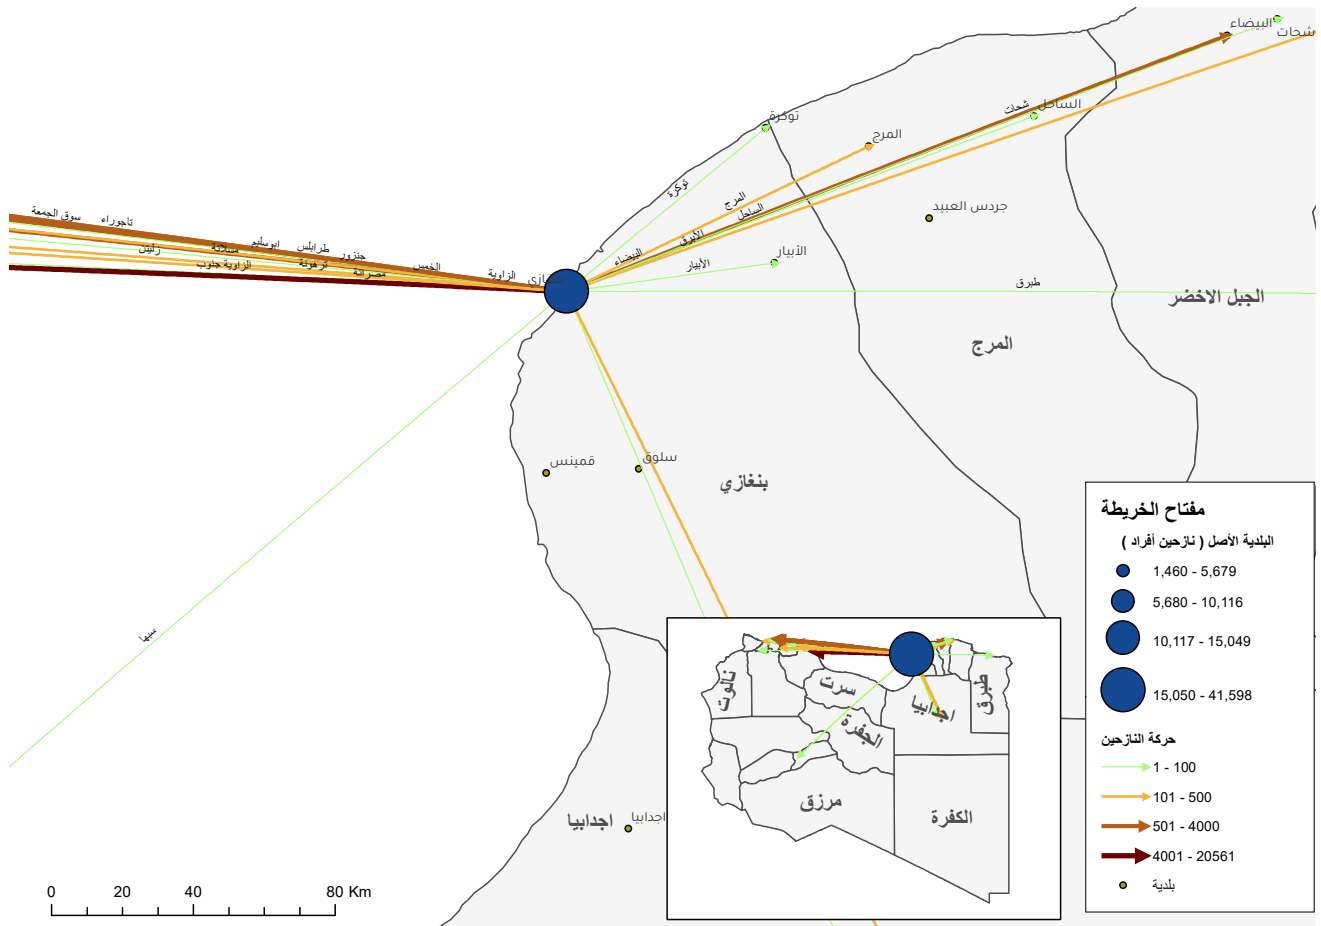 البيضاء
شحات
الساحل
شحات
توكرة
المرج
توكرة
المرج
الساحل
جردس العبيد
الأبرق
البيضاء
الأبيار
الأبيار
طبرق
الجبل الاخضر
المرج
سوق الجمعة
تاجوراء
ابوسليم
طرابلس
جنزور
الخمس
الزاوية
مسلاتة
زليتن
ترهونة
مصراتة
الزاوية جنوب
بنغازي
سلوق
قمينس
بنغازي
سبها
اجدابيا
اجدابيا
نالوت
سرت
الجفرة
اجدابيا
طبرق
مرزق
الكفرة
مفتاح الخريطة
البلدية الأصل ( نازحين أفراد )
1,460 - 5,679
5,680 - 10,116
10,117 - 15,049
15,050 - 41,598
حركة النازحين
1 - 100
101 - 500
501 - 4000
4001 - 20561
بلدية
0 20 40 80 Km